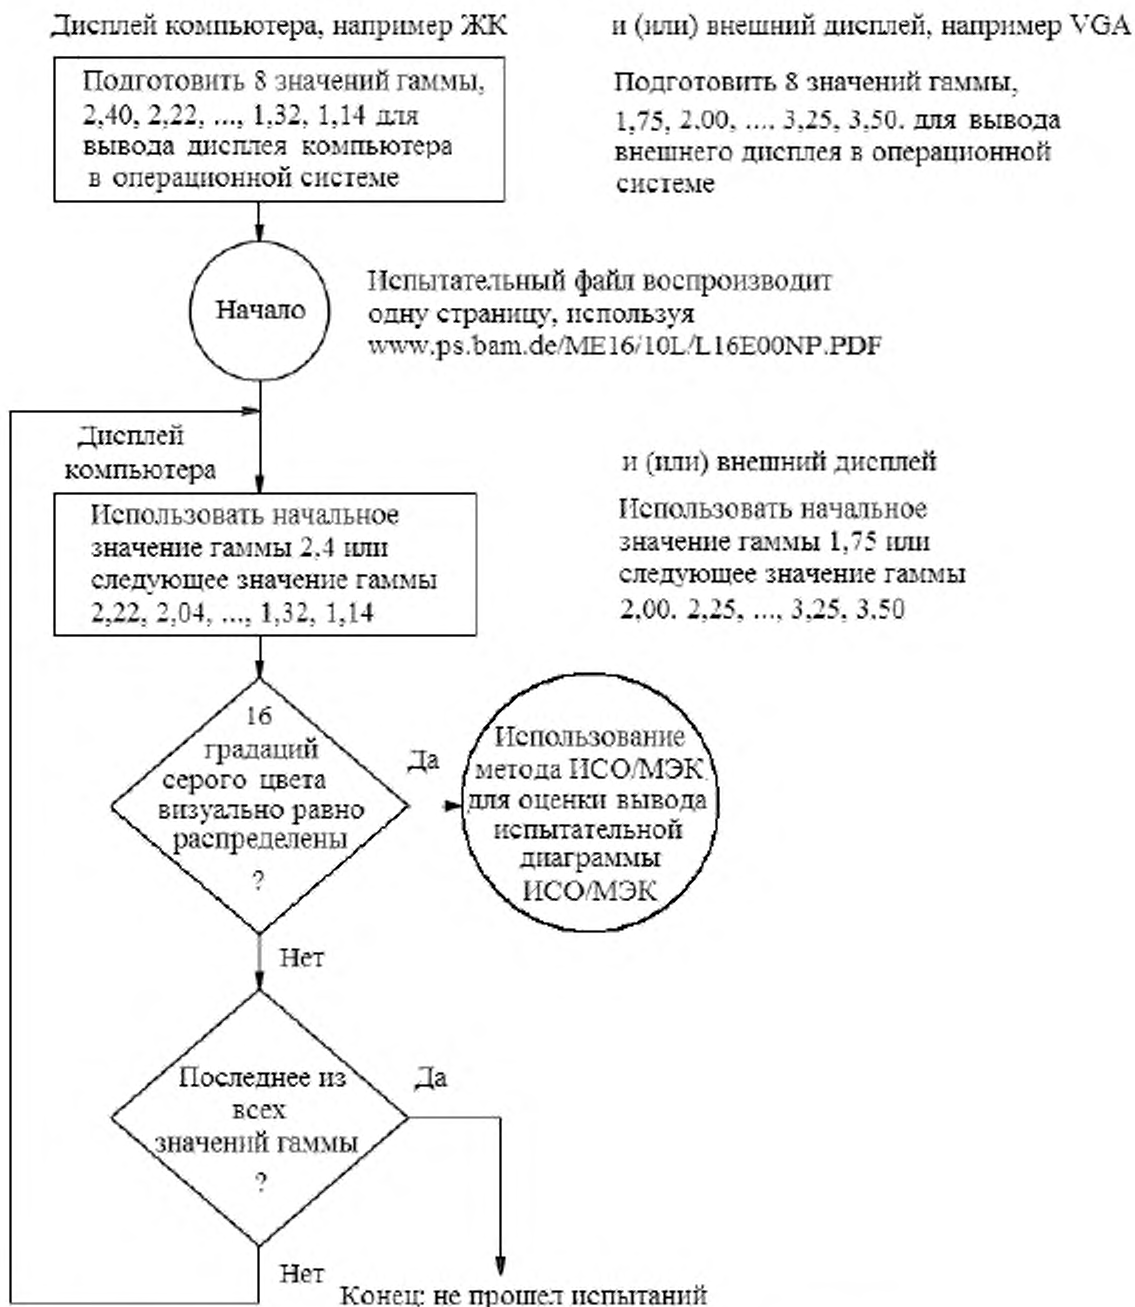 Дисплей компьютера, например ЖК
и (или) внешний дисплей, например VGA
Подготовить 8 значений гаммы,
2,40, 2,22, ..., 1,32, 1,14 для
вывода дисплея компьютера
в операционной системе
Подготовить 8 значений гаммы,
1,75, 2,00, ..., 3,25, 3,50. для вывода
внешнего дисплея в операционной
системе
Начало
Испытательный файл воспроизводит
одну страницу, используя
www.ps.bam.de/ME16/10L/L16E00NP.PDF
Дисплей
компьютера
и (или) внешний дисплей
Использовать начальное
значение гаммы 2,4 или
следующее значение гаммы
2,22, 2,04, ..., 1,32, 1,14
Использовать начальное
значение гаммы 1,75 или
следующее значение гаммы
2,00. 2,25, ..., 3,25, 3,50
16
градаций
серого цвета
визуально равно
распределены
?
Да
Использование
метода ИСО/МЭК
для оценки вывода
испытательной
диаграммы
ИСО/МЭК
Нет
Последнее из
всех
значений гаммы
?
Да
Нет
Конец: не прошел испытаний